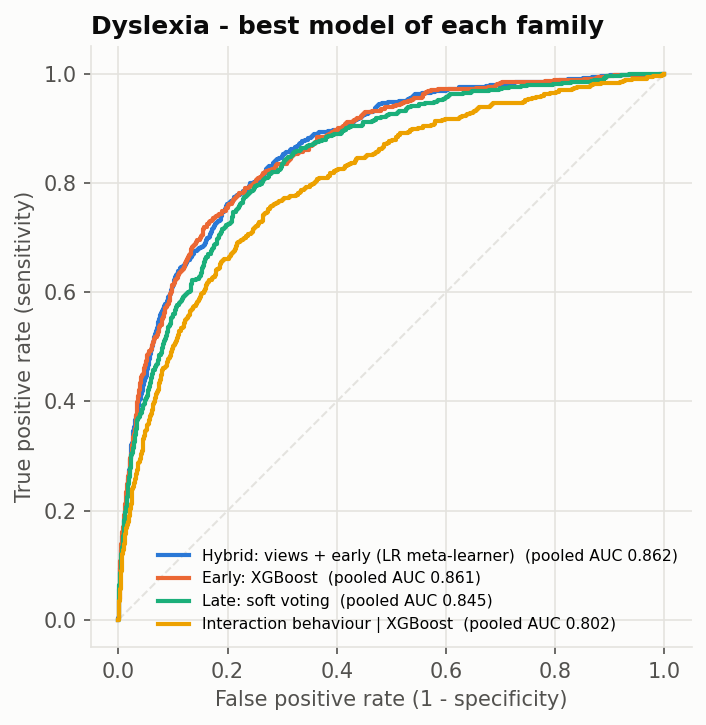 Dyslexia - best model of each family
True positive rate (sensitivity)
1.0
0.8
0.6
0.4
0.2
0.0
Hybrid: views + early (LR meta-learner)  (pooled AUC 0.862)
Early: XGBoost  (pooled AUC 0.861)
Late: soft voting  (pooled AUC 0.845)
Interaction behaviour | XGBoost  (pooled AUC 0.802)
0.0 0.2 0.4 0.6 0.8 1.0
False positive rate (1 - specificity)